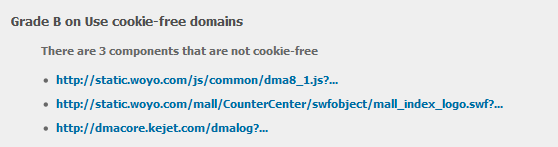 Grade B on Use cookie-free domains
There are 3 components that are not cookie-free
• http://static.woyo.com/js/common/dma8_1.js?...
• http://static.woyo.com/mall/CounterCenter/swfobject/mall_index_logo.swf?...
• http://dmacore.kejet.com/dmalog?...